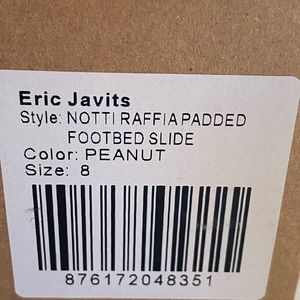 Eric Javits
Style: NOTTI RAFFIA PADDED
FOOTBED SLIDE
Color: PEANUT
Size: 8
876172048351